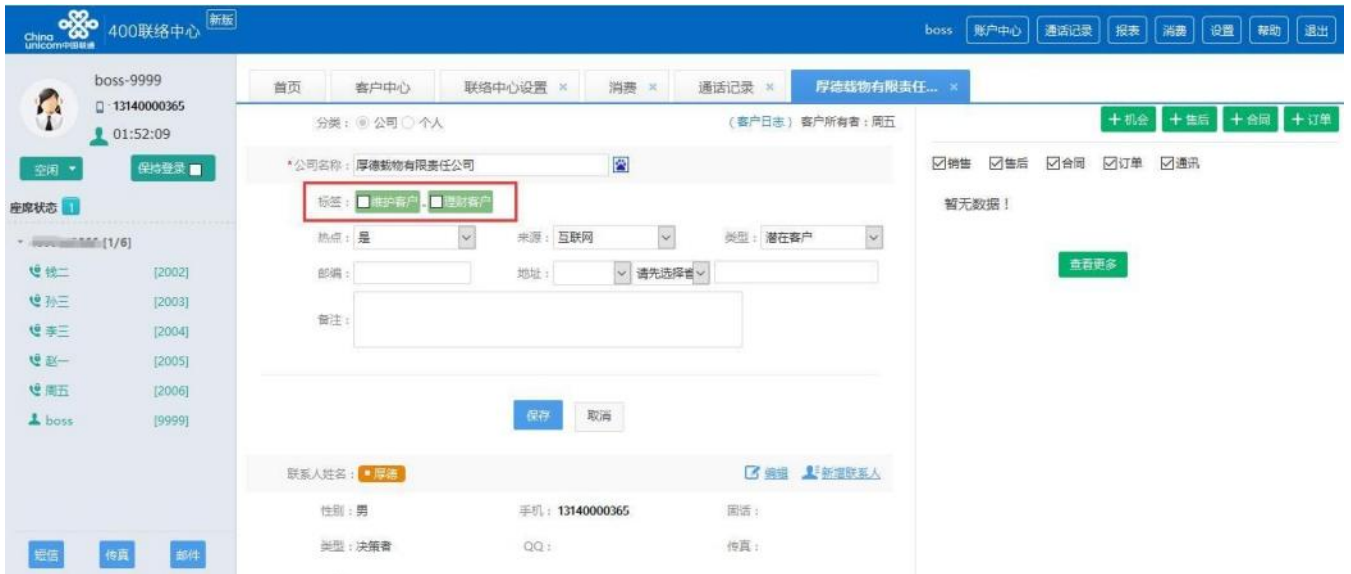 China
unicom中国联通
400联络中心
新版
boss 账户中心 通话记录 报表 消费 设置 帮助 退出
boss-9999
13140000365
01:52:09
空闲 保持登录
座席状态 1
[1/6]
钱二 [2002]
孙三 [2003]
李三 [2004]
赵一 [2005]
周五 [2006]
boss [9999]
短信 传真 邮件
首页 客户中心 联络中心设置 × 消费 × 通话记录 × 厚德载物有限责任... ×
分类: 公司 个人 (客户日志) 客户所有者:周五
*公司名称:厚德载物有限责任公司
标签: 维护客户 理财客户
热点:是 来源:互联网 类型:潜在客户
邮编: 地址: 请先选择省
备注:
保存 取消
联系人姓名: 厚德 编辑 新增联系人
性别:男 手机:13140000365 固话:
类型:决策者 QQ: 传真:
+机会 +售后 +合同 +订单
销售 售后 合同 订单 通讯
暂无数据!
查看更多